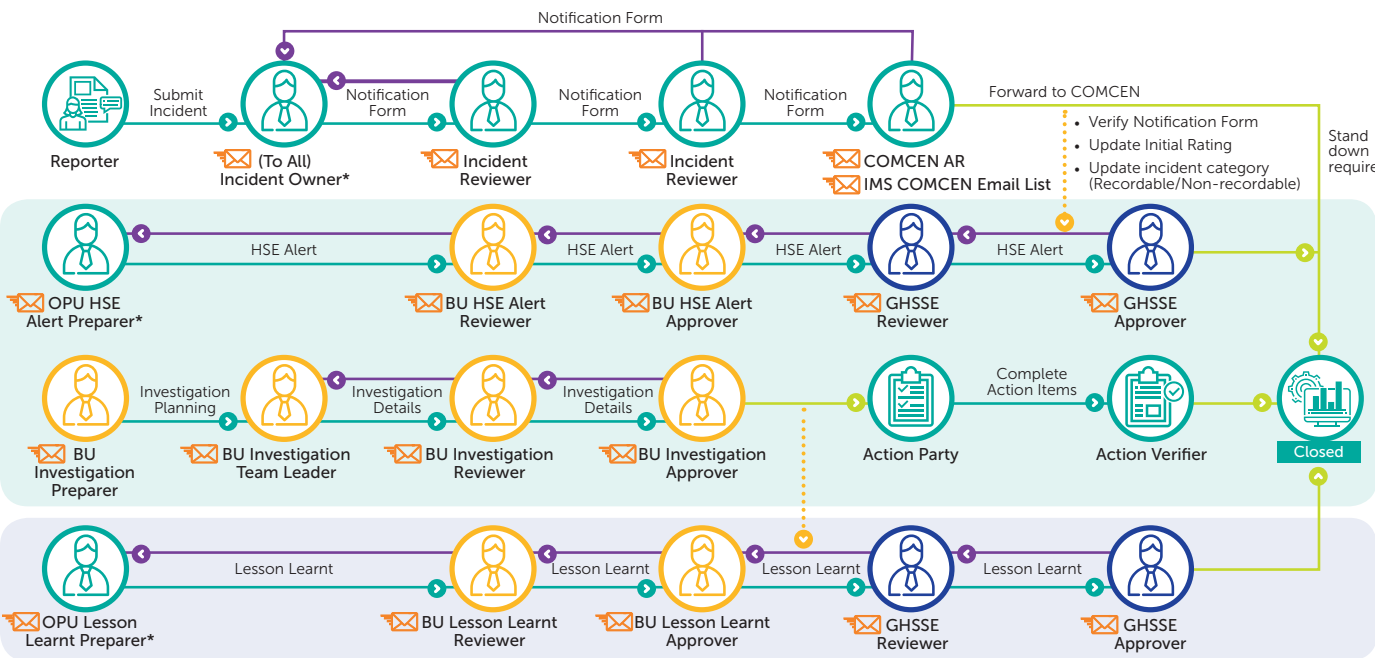 Notification Form
Submit
Incident
Notification
Form
Notification
Form
Notification
Form
Forward to COMCEN
• Verify Notification Form
• Update Initial Rating
• Update incident category
(Recordable/Non-recordable)
Stand
down
require
Reporter
(To All)
Incident Owner*
Incident
Reviewer
Incident
Reviewer
COMCEN AR
IMS COMCEN Email List
HSE Alert
HSE Alert
HSE Alert
HSE Alert
OPU HSE
Alert Preparer*
BU HSE Alert
Reviewer
BU HSE Alert
Approver
GHSSE
Reviewer
GHSSE
Approver
Investigation
Planning
Investigation
Details
Investigation
Details
Complete
Action Items
BU
Investigation
Preparer
BU Investigation
Team Leader
BU Investigation
Reviewer
BU Investigation
Approver
Action Party
Action Verifier
Closed
Lesson Learnt
Lesson Learnt
Lesson Learnt
Lesson Learnt
OPU Lesson
Learnt Preparer*
BU Lesson Learnt
Reviewer
BU Lesson Learnt
Approver
GHSSE
Reviewer
GHSSE
Approver